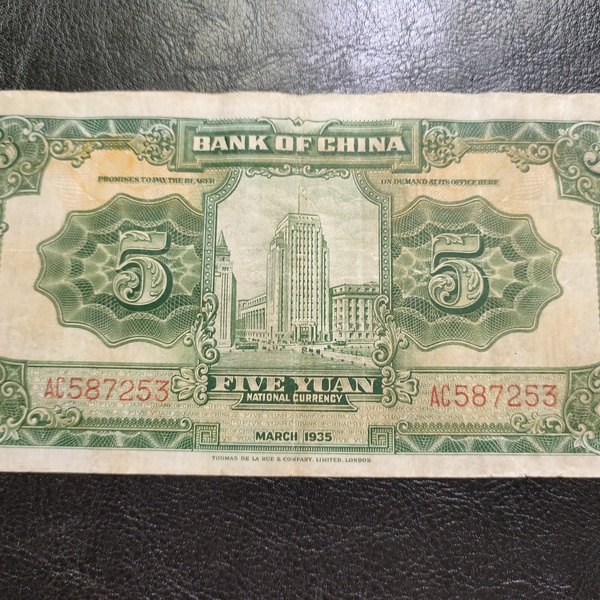 BANK OF CHINA
PROMISES TO PAY THE BEARER
ON DEMAND AT ITS OFFICE HERE
5
5
AC587253
AC587253
FIVE YUAN
NATIONAL CURRENCY
MARCH 1935
THOMAS DE LA RUE & COMPANY, LIMITED, LONDON.